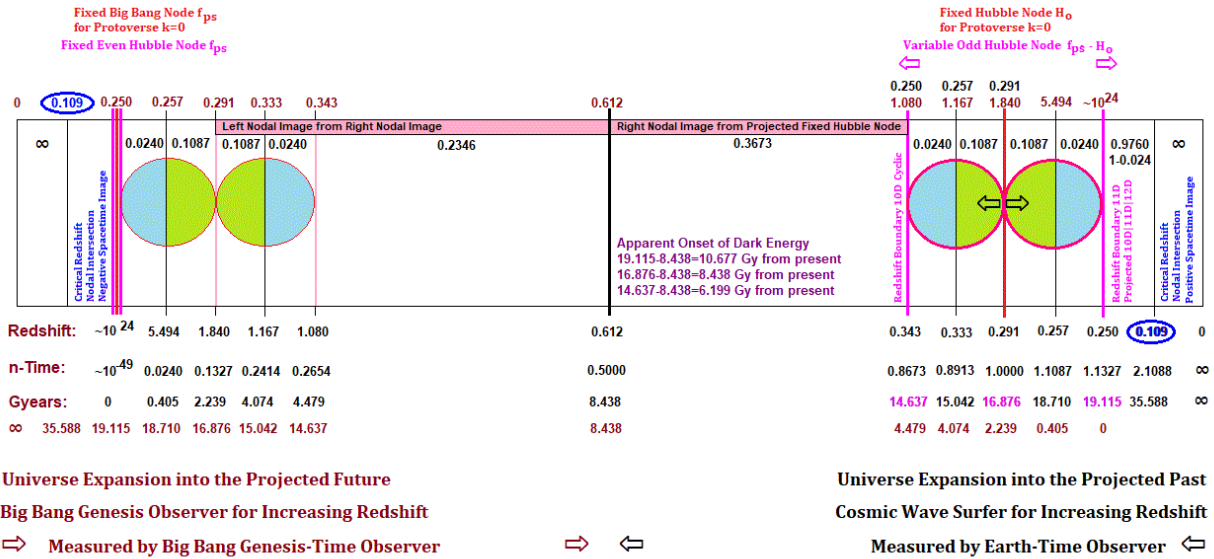 Fixed Big Bang Node fps
for Protoverse k=0
Fixed Even Hubble Node fps
Fixed Hubble Node Ho
for Protoverse k=0
Variable Odd Hubble Node fps - Ho
0.250 0.257 0.291
0 0.109 0.250 0.257 0.291 0.333 0.343 0.612 1.080 1.167 1.840 5.494 ~10 24
Left Nodal Image from Right Nodal Image
Right Nodal Image from Projected Fixed Hubble Node
∞ 0.0240 0.1087 0.1087 0.0240 0.2346 0.3673 0.0240 0.1087 0.1087 0.0240 0.9760 ∞
1-0.024
Critical Redshift
Nodal Intersection
Negative Spacetime Image
Apparent Onset of Dark Energy
19.115-8.438=10.677 Gy from present
16.876-8.438=8.438 Gy from present
14.637-8.438=6.199 Gy from present
Redshift Boundary 10D Cyclic
Redshift Boundary 11D
Projected 10D|11D|12D
Critical Redshift
Nodal Intersection
Positive Spacetime Image
Redshift: ~10 24 5.494 1.840 1.167 1.080 0.612 0.343 0.333 0.291 0.257 0.250 0.109 0
n-Time: ~10-49 0.0240 0.1327 0.2414 0.2654 0.5000 0.8673 0.8913 1.0000 1.1087 1.1327 2.1088 ∞
Gyears: 0 0.405 2.239 4.074 4.479 8.438 14.637 15.042 16.876 18.710 19.115 35.588 ∞
∞ 35.588 19.115 18.710 16.876 15.042 14.637 8.438 4.479 4.074 2.239 0.405 0
Universe Expansion into the Projected Future
Universe Expansion into the Projected Past
Big Bang Genesis Observer for Increasing Redshift
Cosmic Wave Surfer for Increasing Redshift
⇨ Measured by Big Bang Genesis-Time Observer ⇨ ⇦ Measured by Earth-Time Observer ⇦